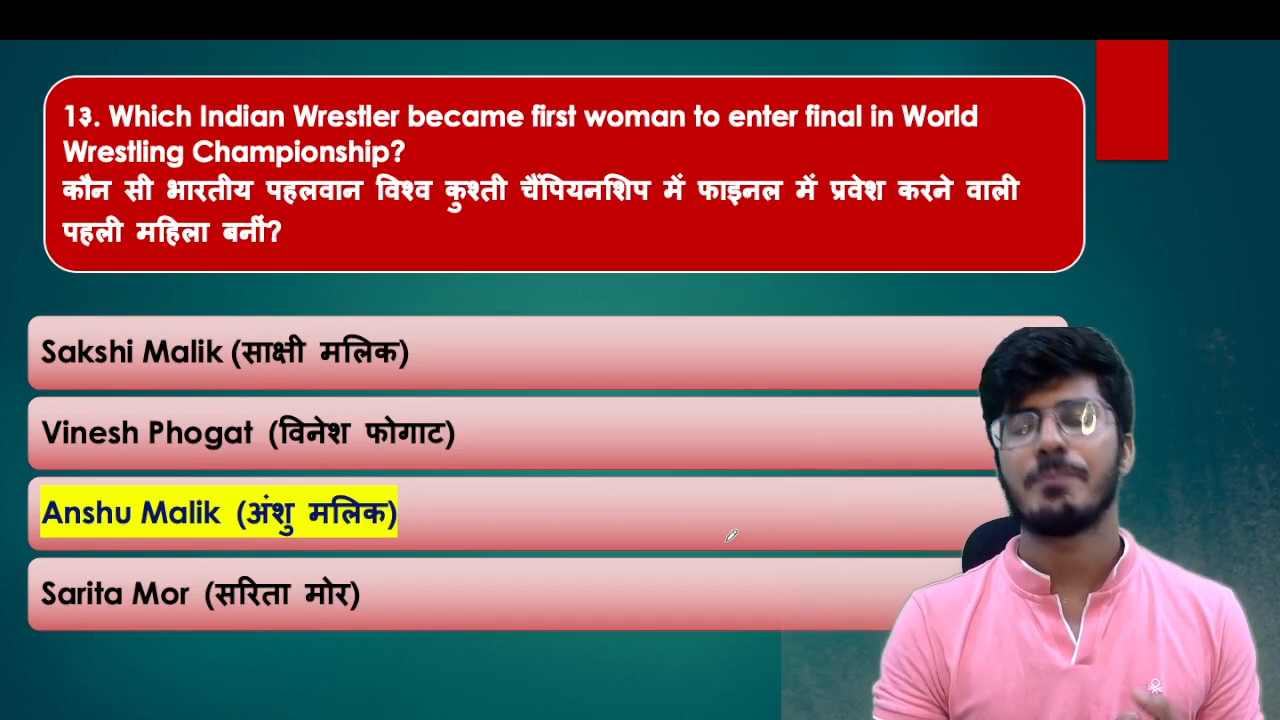 1३. Which Indian Wrestler became first woman to enter final in World
Wrestling Championship?
कौन सी भारतीय पहलवान विश्व कुश्ती चैंपियनशिप में फाइनल में प्रवेश करने वाली
पहली महिला बनीं?
Sakshi Malik (साक्षी मलिक)
Vinesh Phogat (विनेश फोगाट)
Anshu Malik (अंशु मलिक)
Sarita Mor (सरिता मोर)